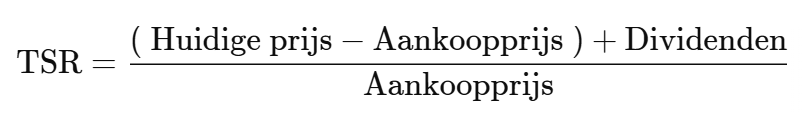 TSR = ( Huidige prijs − Aankoopprijs ) + Dividenden
Aankoopprijs